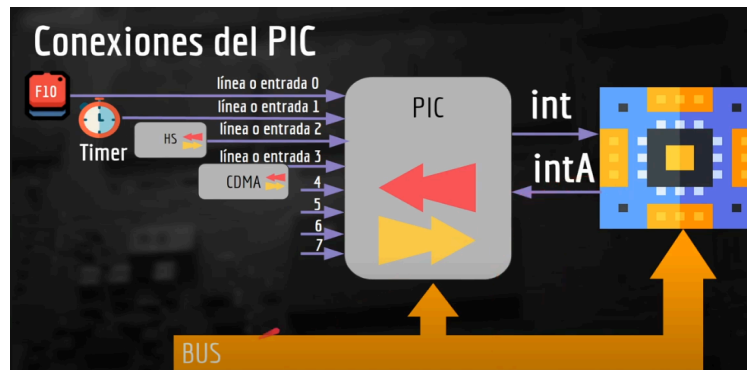 Conexiones del PIC
F10
línea o entrada 0
línea o entrada 1
Timer
HS
línea o entrada 2
línea o entrada 3
CDMA
4
5
6
7
PIC
int
intA
BUS